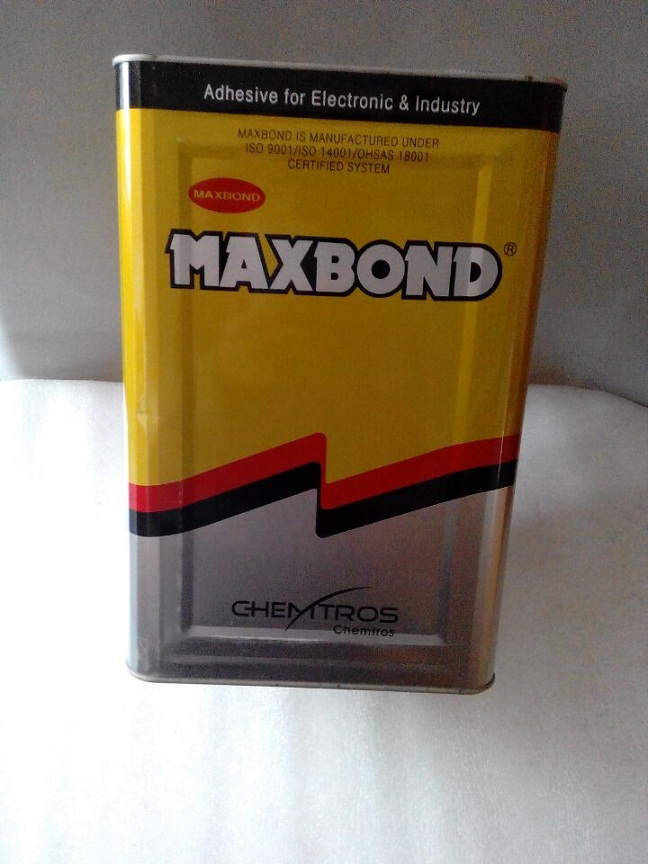 Adhesive for Electronic & Industry
MAXBOND IS MANUFACTURED UNDER
ISO 9001/ISO 14001/OHSAS 18001
CERTIFIED SYSTEM
MAXBOND
MAXBOND®
CHEMTROS
Chemtros